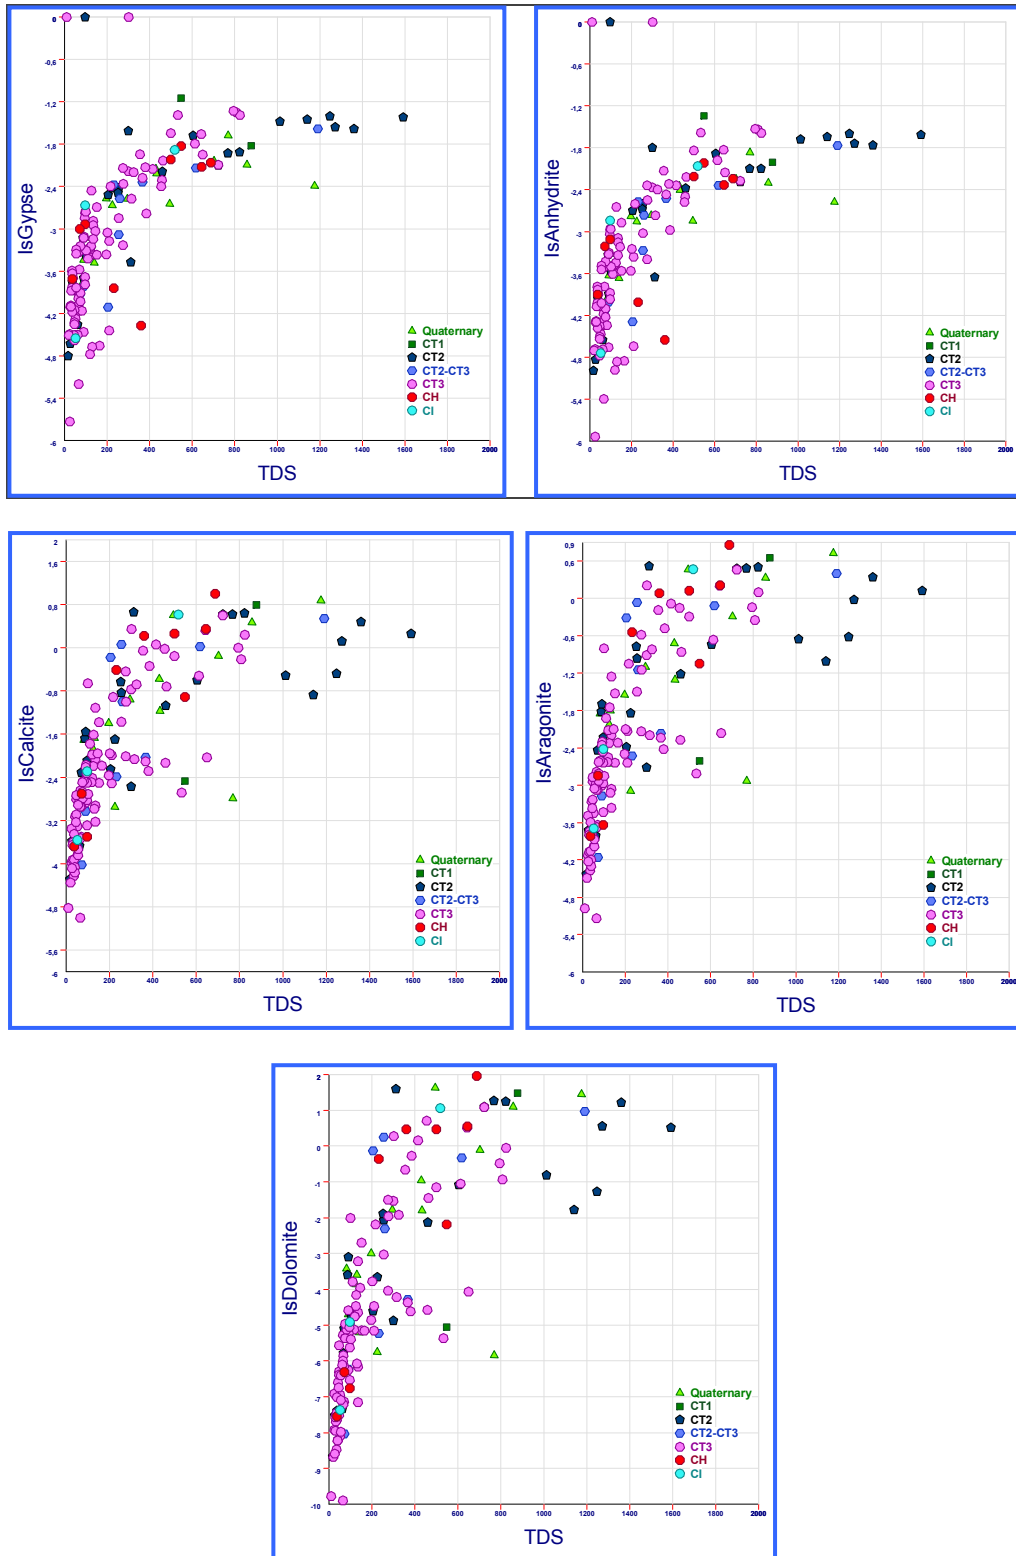 0
-0,6
-1,2
-1,8
-2,4
-3
-3,6
-4,2
-4,8
-5,4
-6
IsGypse
0 200 400 600 800 1000 1200 1400 1600 1800 2000
TDS
Quaternary
CT1
CT2
CT2-CT3
CT3
CH
CI
0
-0,6
-1,2
-1,8
-2,4
-3
-3,6
-4,2
-4,8
-5,4
-6
IsAnhydrite
0 200 400 600 800 1000 1200 1400 1600 1800 2000
TDS
Quaternary
CT1
CT2
CT2-CT3
CT3
CH
CI
2
1,6
0,8
0
-0,8
-1,6
-2,4
-3,2
-4
-4,8
-5,6
-6
IsCalcite
0 200 400 600 800 1000 1200 1400 1600 1800 2000
TDS
Quaternary
CT1
CT2
CT2-CT3
CT3
CH
CI
0,9
0
-0,6
-1,2
-1,8
-2,4
-3
-3,6
-4,2
-4,8
-5,4
-6
IsAragonite
0 200 400 600 800 1000 1200 1400 1600 1800 2000
TDS
Quaternary
CT1
CT2
CT2-CT3
CT3
CH
CI
2
1
0
-1
-2
-3
-4
-5
-6
-7
-8
-9
-10
IsDolomite
0 200 400 600 800 1000 1200 1400 1600 1800 2000
TDS
Quaternary
CT1
CT2
CT2-CT3
CT3
CH
CI